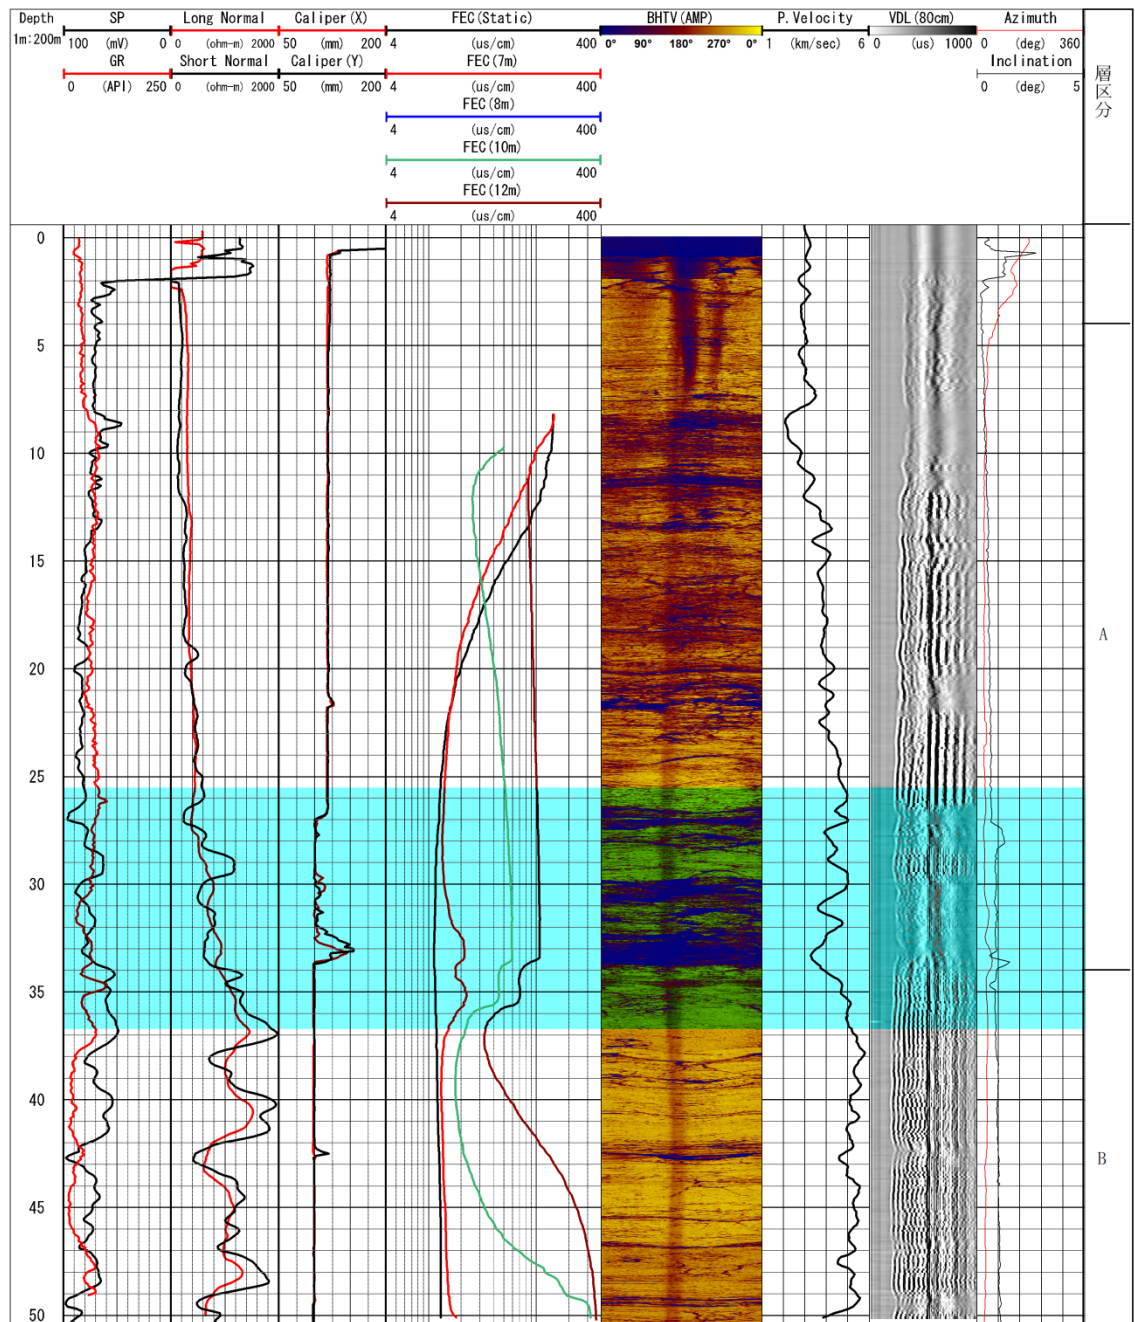 Depth
1m:200m
SP
100 (mV) 0
GR
0 (API) 250
Long Normal
0 (ohm-m) 2000
Short Normal
0 (ohm-m) 2000
Caliper(X)
50 (mm) 200
Caliper(Y)
50 (mm) 200
FEC(Static)
4 (us/cm) 400
FEC(7m)
4 (us/cm) 400
FEC(8m)
4 (us/cm) 400
FEC(10m)
4 (us/cm) 400
FEC(12m)
4 (us/cm) 400
BHTV(AMP)
0° 90° 180° 270° 0°
P. Velocity
1 (km/sec) 6
VDL(80cm)
0 (us) 1000
Azimuth
0 (deg) 360
Inclination
0 (deg) 5
層区分
0
5
10
15
20
25
30
35
40
45
50
A
B